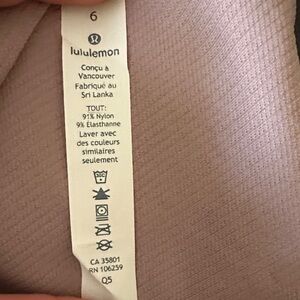 6
lululemon
Conçu à
Vancouver
Fabriqué au
Sri Lanka
TOUT:
91% Nylon
9% Elasthanne
Laver avec
des couleurs
similaires
seulement
CA 35801
RN 106259
Q5